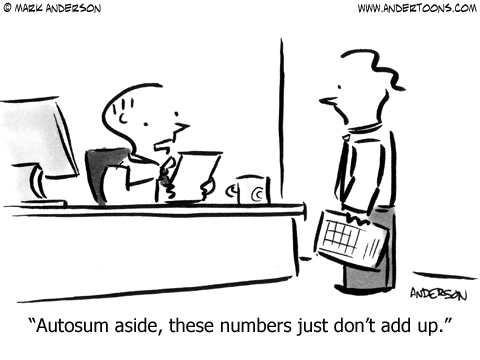 © MARK ANDERSON
WWW.ANDERTOONS.COM
ANDERSON
“Autosum aside, these numbers just don’t add up.”